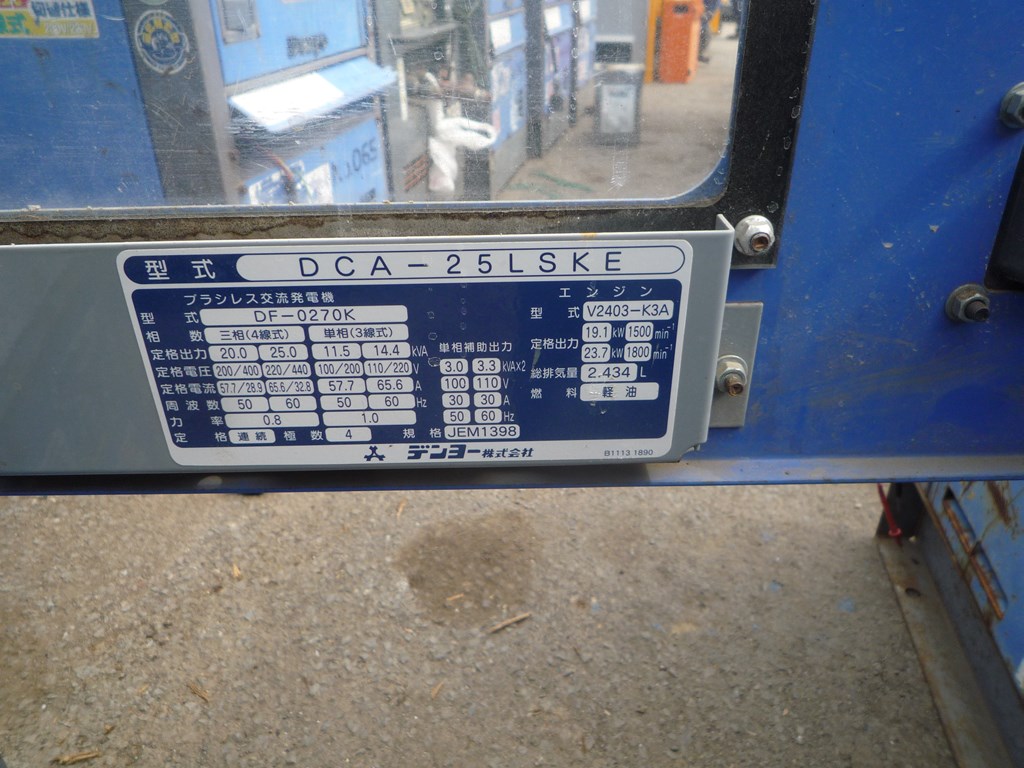 型式 DCA-25LSKE
ブラシレス交流発電機
型式 DF-0270K
相数 三相(4線式) 単相(3線式)
定格出力 20.0 25.0 11.5 14.4 kVA
定格電圧 200/400 220/440 100/200 110/220 V
定格電流 57.7/28.9 65.6/32.8 57.7 65.6 A
周波数 50 60 50 60 Hz
力率 0.8 1.0
定格 連続 極数 4 規格 JEM1398
単相補助出力
3.0 3.3 kVA×2
100 110 V
30 30 A
50 60 Hz
エンジン
型式 V2403-K3A
定格出力 19.1 kW 1500 min⁻¹
23.7 kW 1800 min⁻¹
総排気量 2.434 L
燃料 軽油
デンヨー株式会社
B1113 1890